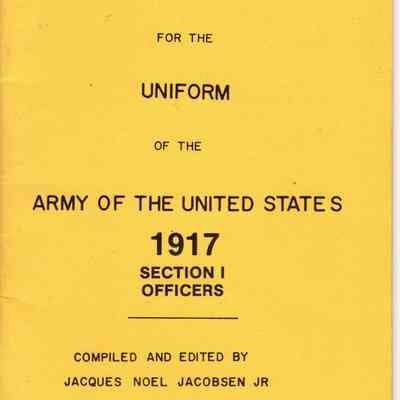 FOR THE
UNIFORM
OF THE
ARMY OF THE UNITED STATES
1917
SECTION I
OFFICERS
COMPILED AND EDITED BY
JACQUES NOEL JACOBSEN JR